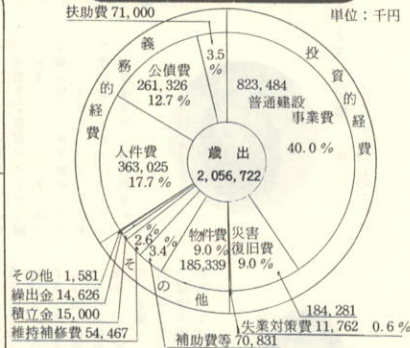 扶助費 71,000
単位：千円
義務的経費
投資的経費
その他
3.5
%
公債費
261,326
12.7 %
823,484
普通建設
事業費
40.0 %
人件費
363,025
17.7 %
歳出
2,056,722
物件費
9.0 %
185,339
災害
復旧費
9.0 %
2.6 %
3.4 %
その他 1,581
繰出金 14,626
積立金 15,000
維持補修費 54,467
補助費等 70,831
184,281
失業対策費 11,762 0.6 %